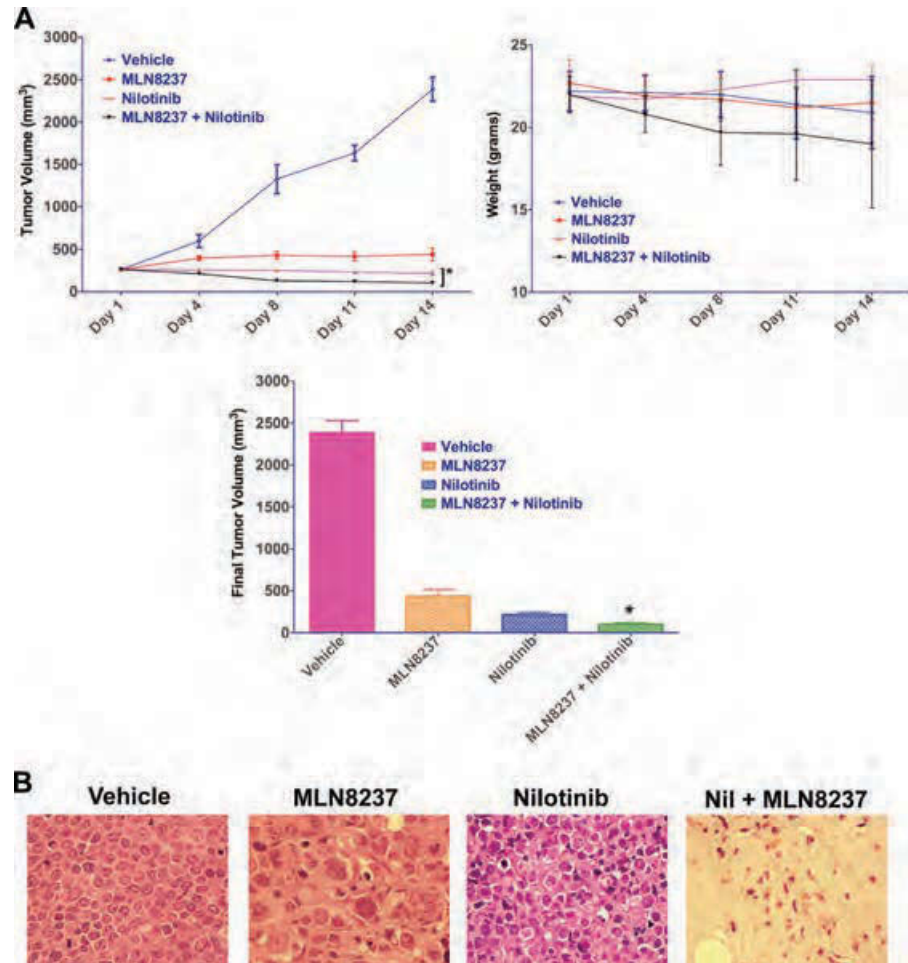 A
3000
2500
2000
1500
1000
500
0
Tumor Volume (mm³)
Vehicle
MLN8237
Nilotinib
MLN8237 + Nilotinib
]*
Day 1
Day 4
Day 8
Day 11
Day 14
25
20
15
10
Weight (grams)
Vehicle
MLN8237
Nilotinib
MLN8237 + Nilotinib
Day 1
Day 4
Day 8
Day 11
Day 14
3000
2500
2000
1500
1000
500
0
Final Tumor Volume (mm³)
Vehicle
MLN8237
Nilotinib
MLN8237 + Nilotinib
*
Vehicle
MLN8237
Nilotinib
MLN8237 + Nilotinib
B
Vehicle
MLN8237
Nilotinib
Nil + MLN8237